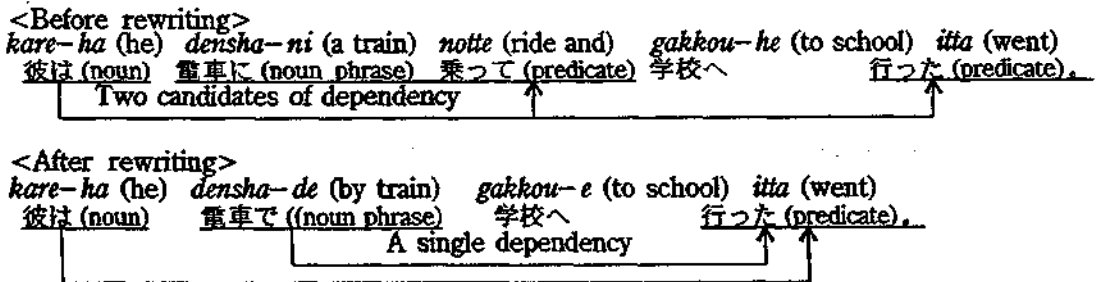 <Before rewriting>
kare-ha (he) densha-ni (a train) notte (ride and) gakkou-he (to school) itta (went)
彼は (noun) 電車に (noun phrase) 乗って (predicate) 学校へ 行った (predicate)。
Two candidates of dependency
<After rewriting>
kare-ha (he) densha-de (by train) gakkou-e (to school) itta (went)
彼は (noun) 電車で ((noun phrase) 学校へ 行った (predicate)。
A single dependency